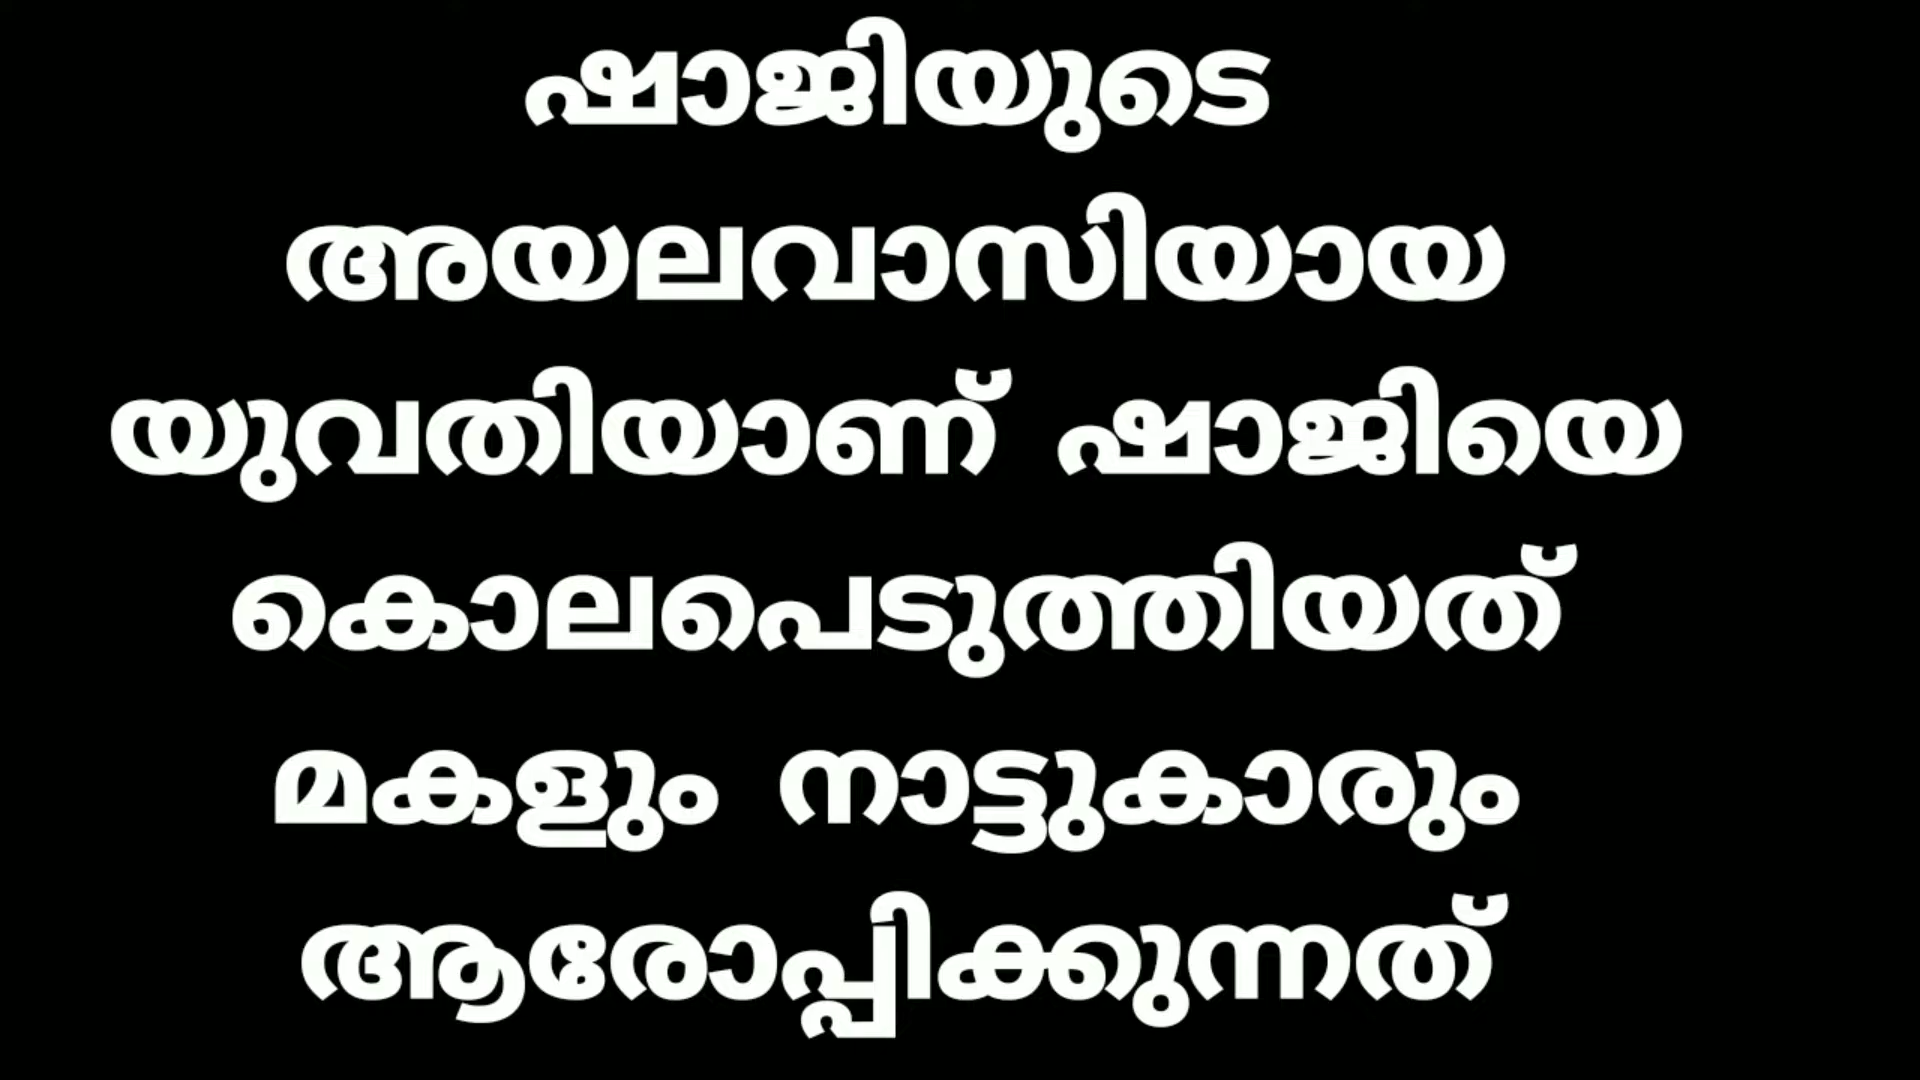 ഷാജിയുടെ
അയലവാസിയായ
യുവതിയാണ് ഷാജിയെ
കൊലപെടുത്തിയത്
മകളും നാട്ടുകാരും
ആരോപ്പിക്കുന്നത്